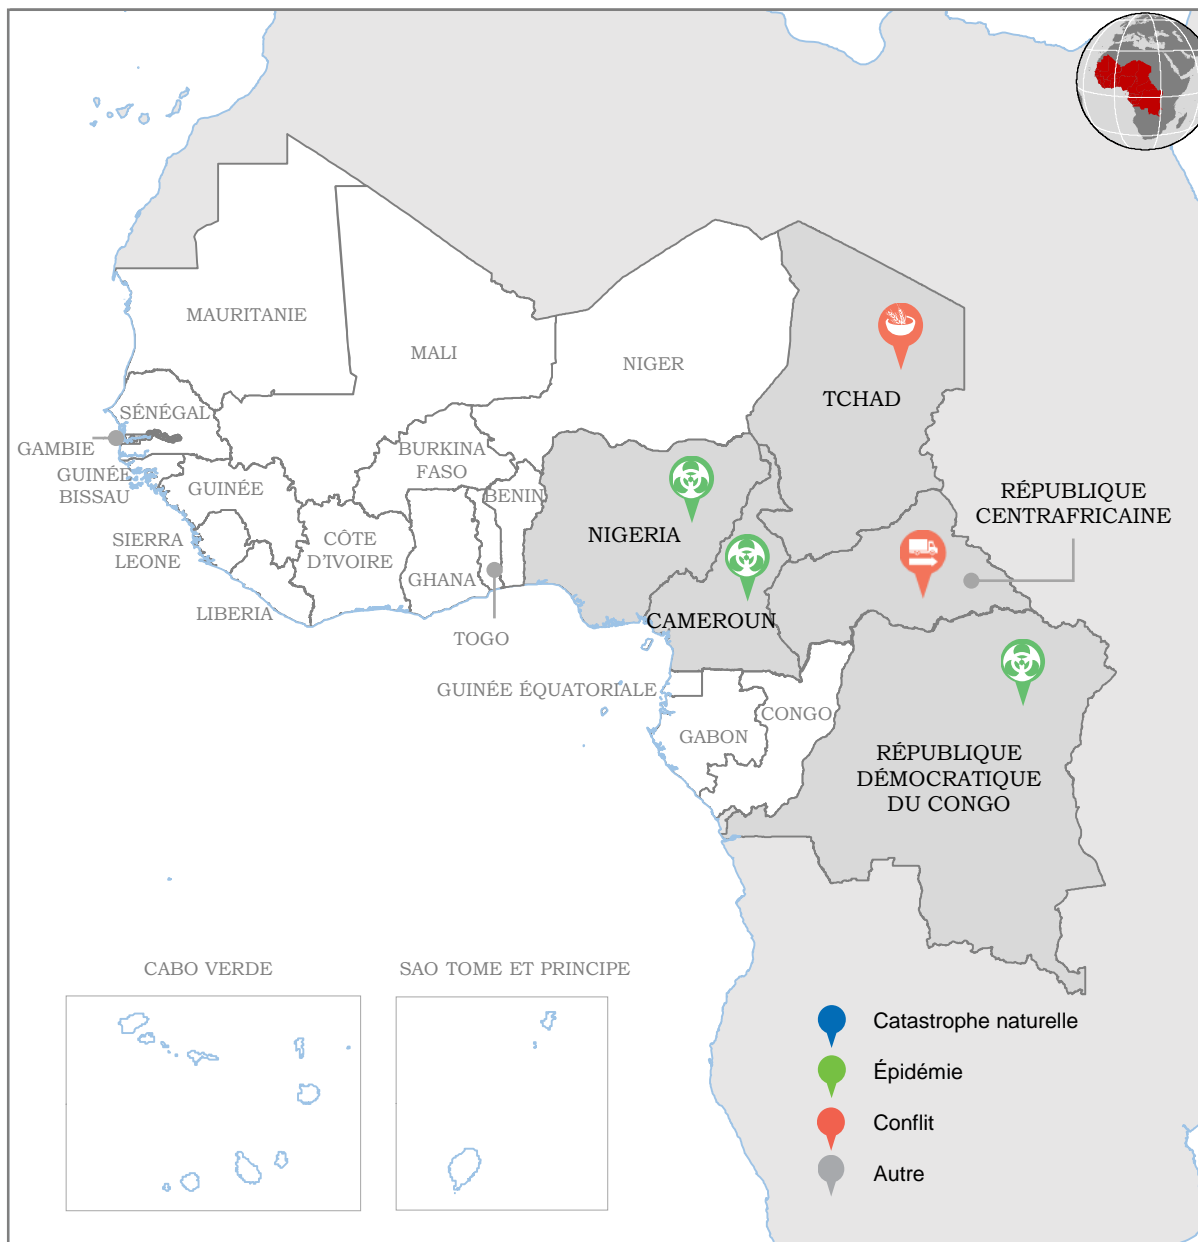 MAURITANIE
MALI
NIGER
TCHAD
SÉNÉGAL
GAMBIE
GUINÉE
BISSAU
GUINÉE
BURKINA
FASO
BENIN
NIGERIA
RÉPUBLIQUE
CENTRAFRICAINE
SIERRA
LEONE
CÔTE
D'IVOIRE
GHANA
LIBERIA
TOGO
CAMEROUN
GUINÉE ÉQUATORIALE
CONGO
GABON
RÉPUBLIQUE
DÉMOCRATIQUE
DU CONGO
CABO VERDE
SAO TOME ET PRINCIPE
Catastrophe naturelle
Épidémie
Conflit
Autre